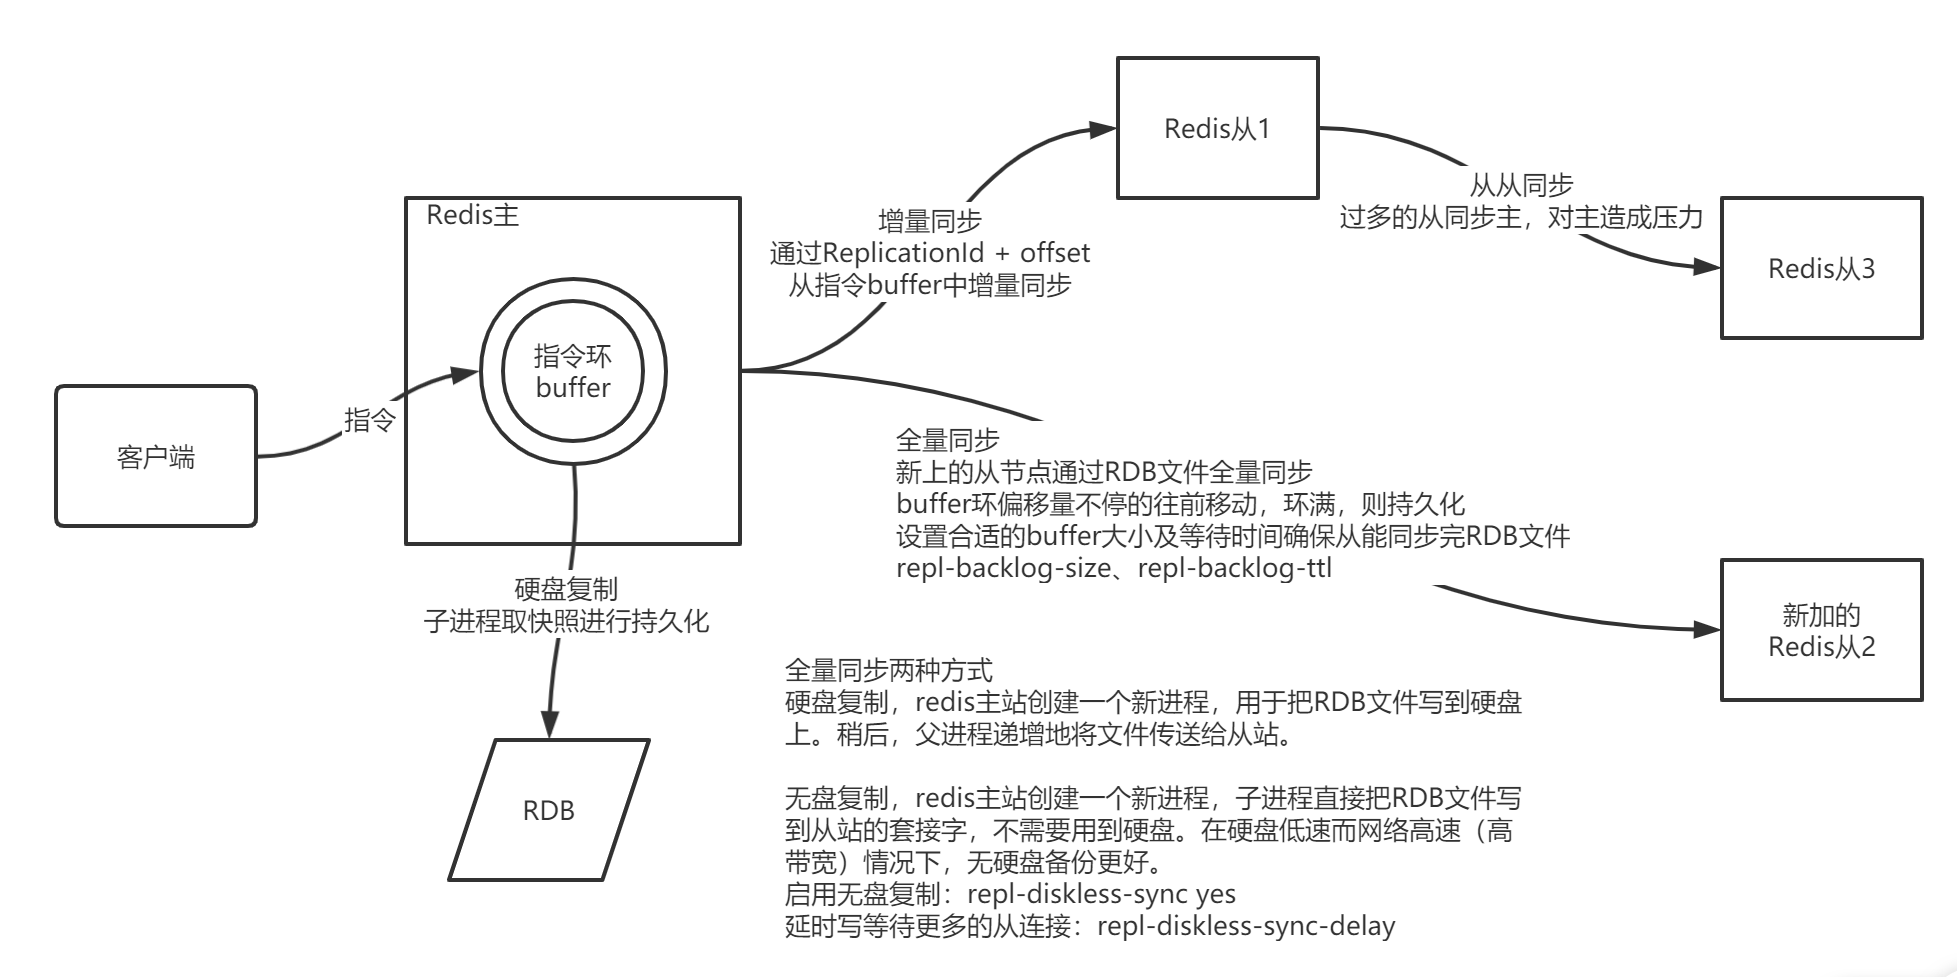 Redis从1
从从同步
过多的从同步主，对主造成压力
Redis从3
Redis主
增量同步
通过ReplicationId + offset
从指令buffer中增量同步
指令环
buffer
指令
客户端
全量同步
新上的从节点通过RDB文件全量同步
buffer环偏移量不停的往前移动，环满，则持久化
设置合适的buffer大小及等待时间确保从能同步完RDB文件
repl-backlog-size、repl-backlog-ttl
新加的
Redis从2
硬盘复制
子进程取快照进行持久化
RDB
全量同步两种方式
硬盘复制，redis主站创建一个新进程，用于把RDB文件写到硬盘
上。稍后，父进程递增地将文件传送给从站。
无盘复制，redis主站创建一个新进程，子进程直接把RDB文件写
到从站的套接字，不需要用到硬盘。在硬盘低速而网络高速（高
带宽）情况下，无硬盘备份更好。
启用无盘复制：repl-diskless-sync yes
延时写等待更多的从连接：repl-diskless-sync-delay